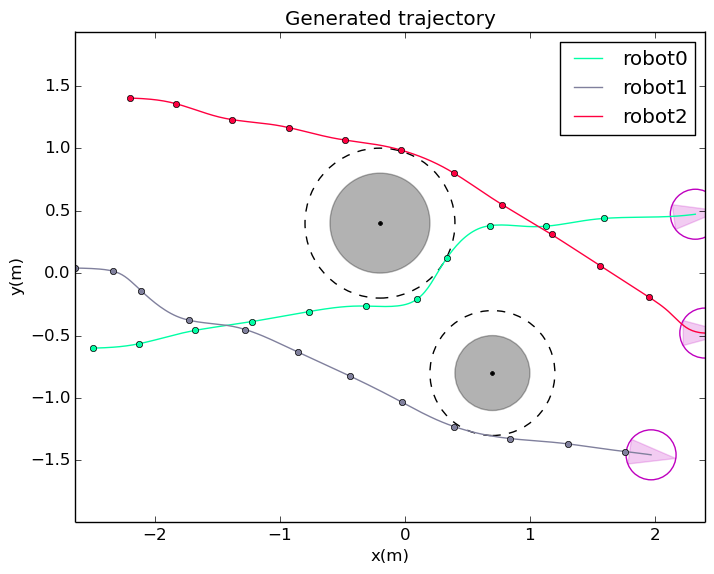 Generated trajectory
robot0
robot1
robot2
1.5
1.0
0.5
0.0
−0.5
−1.0
−1.5
y(m)
−2 −1 0 1 2
x(m)